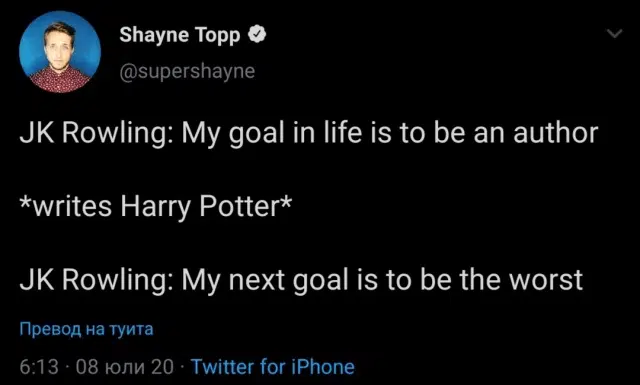 Shayne Topp
@supershayne
JK Rowling: My goal in life is to be an author
*writes Harry Potter*
JK Rowling: My next goal is to be the worst
Превод на туита
6:13 · 08 юли 20 · Twitter for iPhone